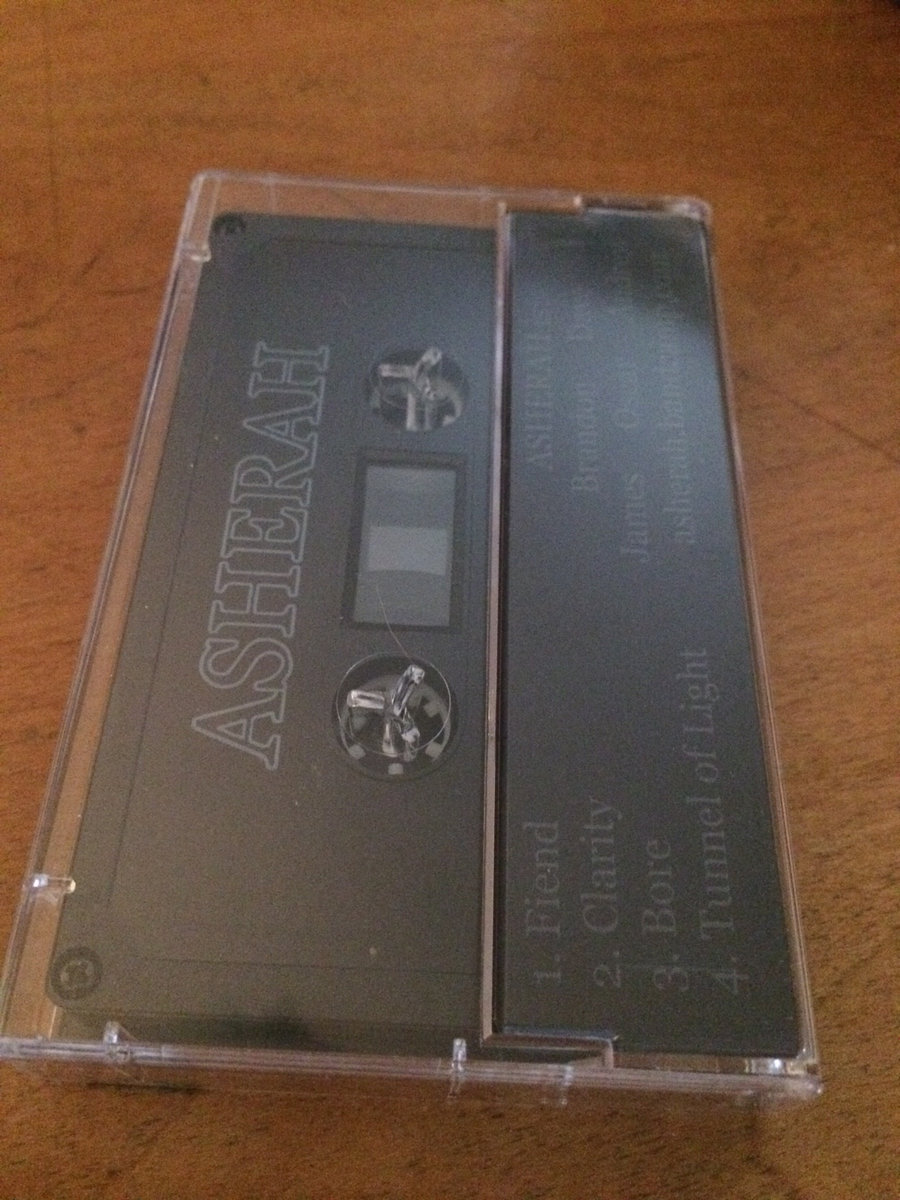 ASHERAH
1. Fiend
2. Clarity
3. Bore
4. Tunnel of Light
ASHERAH
Brandon
James